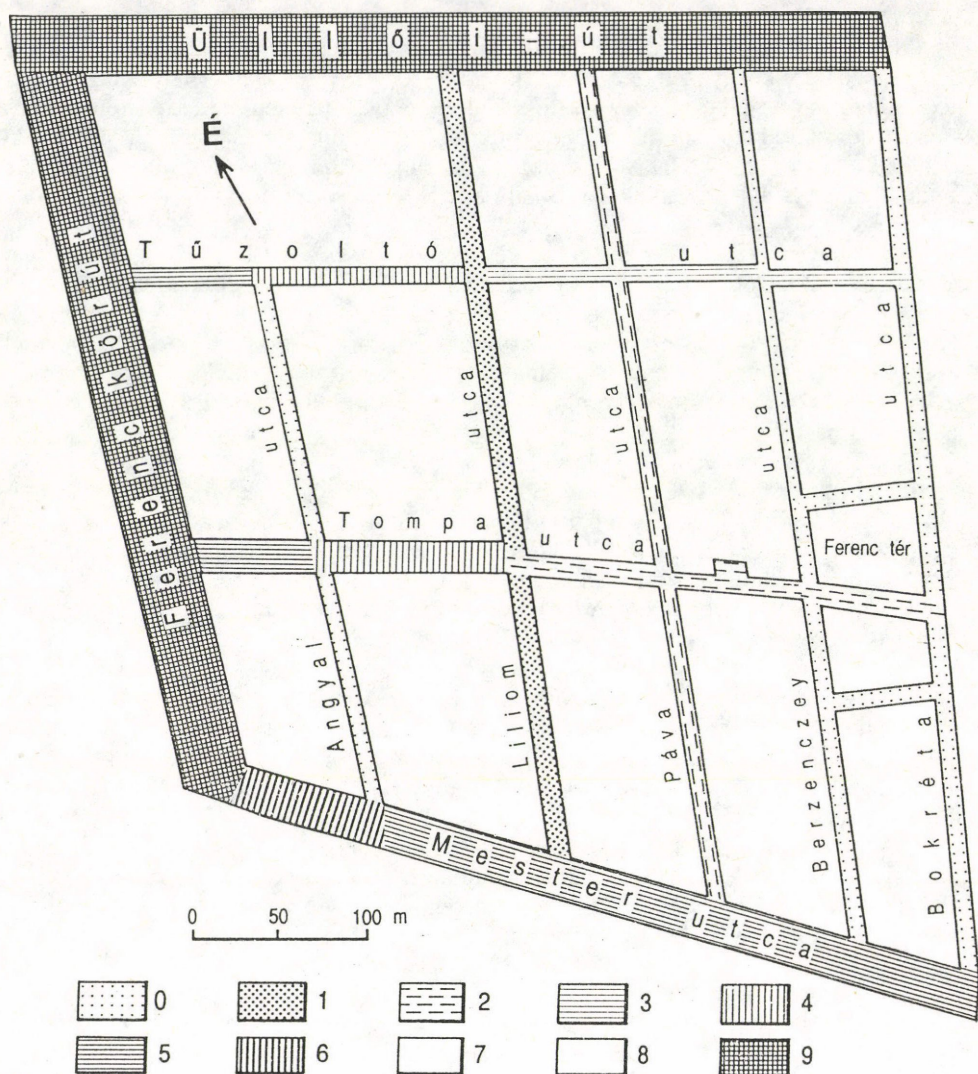 Üllői-út
É
Ferenc körút
Tűzoltó utca
utca
utca
utca
utca
utca
Tompa utca
Ferenc tér
Angyal
Liliom
Páva
Berzenczey
Bokréta
Mester utca
0 50 100 m
0 1 2 3 4
5 6 7 8 9